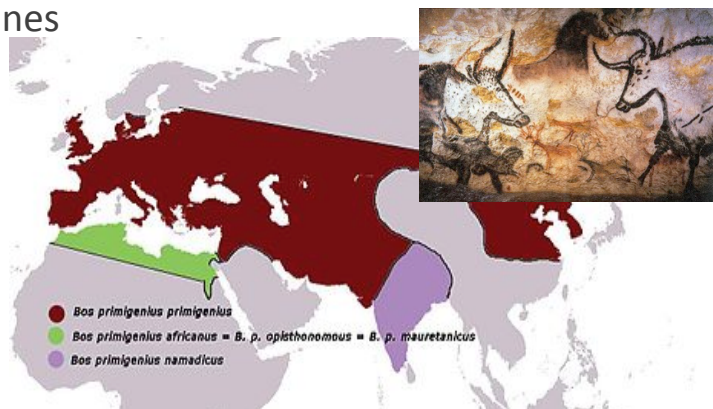 nes
Bos primigenius primigenius
Bos primigenius africanus = B. p. opisthonomous = B. p. mauretanicus
Bos primigenius namadicus